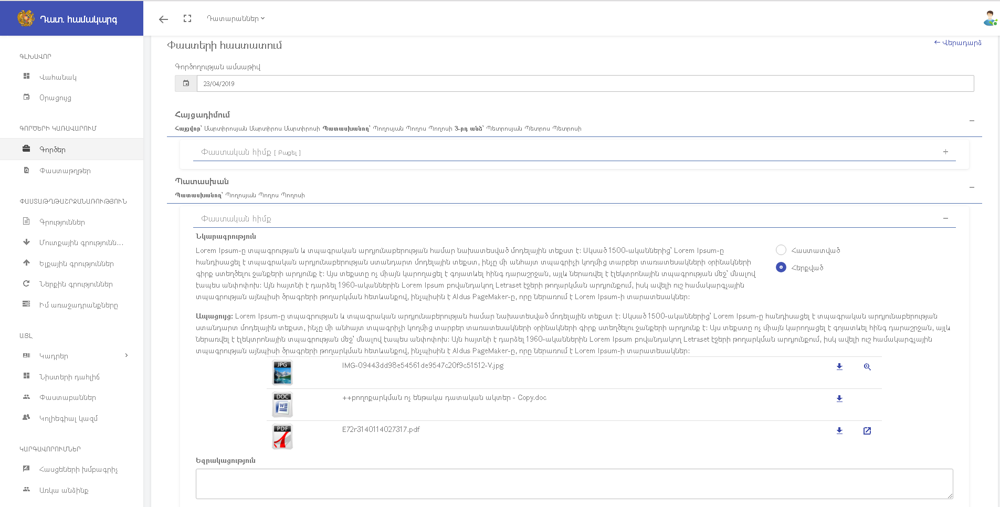 Դատ. համակարգ
Դատարաններ
ԳԼԽԱՎՈՐ
Վահանակ
Օրացույց
ԳՈՐԾԵՐԻ ԿԱՌԱՎԱՐՈՒՄ
Գործեր
Փաստաթղթեր
ՓԱՍՏԱԹՂԹԱՇՐՋԱՆԱՌՈՒԹՅՈՒՆ
Գրություններ
Մուտքային գրությունն...
Ելքային գրություններ
Ներքին գրություններ
Իմ առաջադրանքները
ԱՅԼ
Կադրեր
Նիստերի դահլիճ
Փաստաբաններ
Կոլիեգիալ կազմ
ԿԱՐԳԱՎՈՐՈՒՄՆԵՐ
Հասցեների խմբագրիչ
Առկա անձինք
Փաստերի հաստատում
← Վերադարձ
Գործողության ամսաթիվ
23/04/2019
Հայցադիմում
Հայցվոր՝ Մարտիրոսյան Մարտիրոս Մարտիրոսի Պատասխանող՝ Պողոսյան Պողոս Պողոսի 3-րդ անձ՝ Պետրոսյան Պետրոս Պետրոսի
Փաստական հիմք [ Բացել ]
Պատասխան
Պատասխանող՝ Պողոսյան Պողոս Պողոսի
Փաստական հիմք
Նկարագրություն
Lorem Ipsum-ը տպագրության և տպագրական արդյունաբերության համար նախատեսված մոդելային տեքստ է: Սկսած 1500-ականներից՝ Lorem Ipsum-ը
հանդիսացել է տպագրական արդյունաբերության ստանդարտ մոդելային տեքստ, ինչը մի անհայտ տպագրիչի կողմից տարբեր տառատեսակների օրինակների
գիրք ստեղծելու ջանքերի արդյունք է: Այս տեքստը ոչ միայն կարողացել է գոյատևել հինգ դարաշրջան, այլև ներառվել է էլեկտրոնային տպագրության մեջ՝ մնալով
էապես անփոփոխ: Այն հայտնի է դարձել 1960-ականներին Lorem Ipsum բովանդակող Letraset էջերի թողարկման արդյունքում, իսկ ավելի ուշ համակարգչային
տպագրության այնպիսի ծրագրերի թողարկման հետևանքով, ինչպիսին է Aldus PageMaker-ը, որը ներառում է Lorem Ipsum-ի տարատեսակներ:
Հաստատված
Հերքված
Ապացույց: Lorem Ipsum-ը տպագրության և տպագրական արդյունաբերության համար նախատեսված մոդելային տեքստ է: Սկսած 1500-ականներից՝ Lorem Ipsum-ը հանդիսացել է տպագրական արդյունաբերության
ստանդարտ մոդելային տեքստ, ինչը մի անհայտ տպագրիչի կողմից տարբեր տառատեսակների օրինակների գիրք ստեղծելու ջանքերի արդյունք է: Այս տեքստը ոչ միայն կարողացել է գոյատևել հինգ դարաշրջան, այլև
ներառվել է էլեկտրոնային տպագրության մեջ՝ մնալով էապես անփոփոխ: Այն հայտնի է դարձել 1960-ականներին Lorem Ipsum բովանդակող Letraset էջերի թողարկման արդյունքում, իսկ ավելի ուշ համակարգչային
տպագրության այնպիսի ծրագրերի թողարկման հետևանքով, ինչպիսին է Aldus PageMaker-ը, որը ներառում է Lorem Ipsum-ի տարատեսակներ:
JPG
IMG-09443dd98e54561de9547c20f9c51512-V.jpg
DOC
++բողոքարկման ոչ ենթակա դատական ակտեր - Copy.doc
PDF
E72r3140114027317.pdf
Եզրակացություն